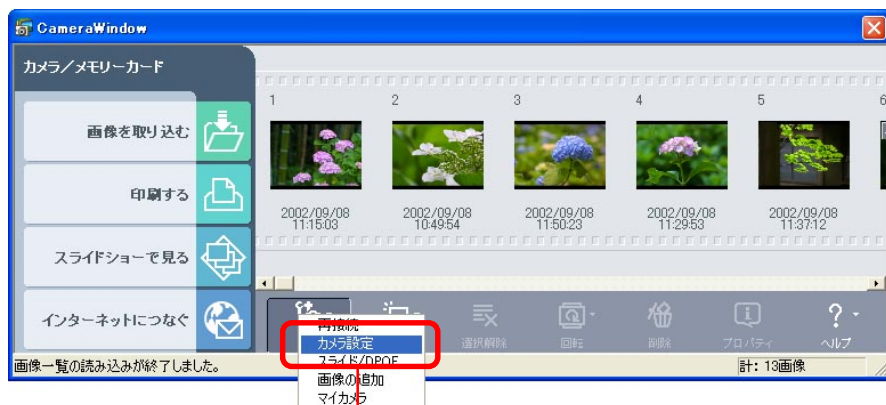 CameraWindow
カメラ／メモリーカード
画像を取り込む
印刷する
スライドショーで見る
インターネットにつなぐ
1 2 3 4 5 6
2002/09/08 2002/09/08 2002/09/08 2002/09/08 2002/09/08
11:15:03 10:49:54 11:50:23 11:29:53 11:37:12
選択解除 回転 削除 プロパティ ヘルプ
再接続
カメラ設定
スライド/DPOF
画像の追加
マイカメラ
画像一覧の読み込みが終了しました。
計: 13画像